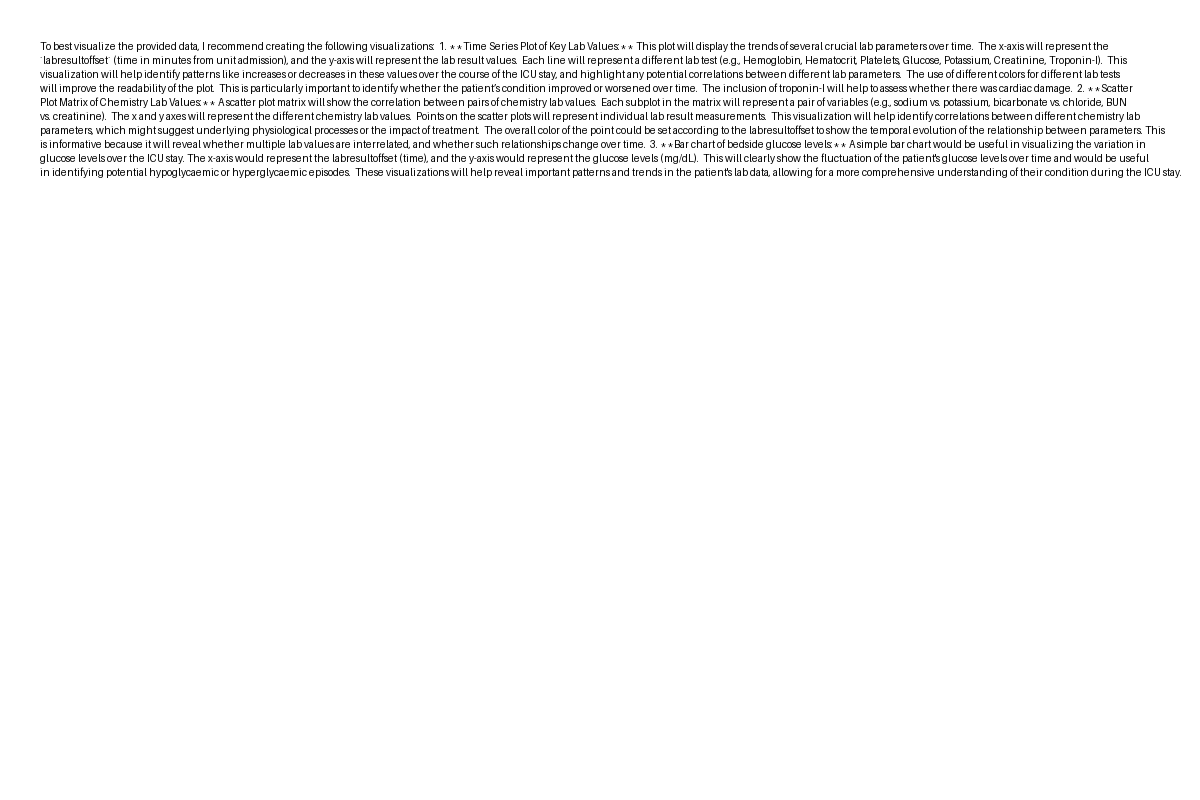 To best visualize the provided data, I recommend creating the following visualizations:  1. **Time Series Plot of Key Lab Values:** This plot will display the trends of several crucial lab parameters over time.  The x-axis will represent the
`labresultoffset` (time in minutes from unit admission), and the y-axis will represent the lab result values.  Each line will represent a different lab test (e.g., Hemoglobin, Hematocrit, Platelets, Glucose, Potassium, Creatinine, Troponin-I).  This
visualization will help identify patterns like increases or decreases in these values over the course of the ICU stay, and highlight any potential correlations between different lab parameters.  The use of different colors for different lab tests
will improve the readability of the plot.  This is particularly important to identify whether the patient's condition improved or worsened over time.  The inclusion of troponin-I will help to assess whether there was cardiac damage.  2. **Scatter
Plot Matrix of Chemistry Lab Values:** A scatter plot matrix will show the correlation between pairs of chemistry lab values.  Each subplot in the matrix will represent a pair of variables (e.g., sodium vs. potassium, bicarbonate vs. chloride, BUN
vs. creatinine).  The x and y axes will represent the different chemistry lab values.  Points on the scatter plots will represent individual lab result measurements.  This visualization will help identify correlations between different chemistry lab
parameters, which might suggest underlying physiological processes or the impact of treatment.  The overall color of the point could be set according to the labresultoffset to show the temporal evolution of the relationship between parameters. This
is informative because it will reveal whether multiple lab values are interrelated, and whether such relationships change over time.  3. **Bar chart of bedside glucose levels:** A simple bar chart would be useful in visualizing the variation in
glucose levels over the ICU stay. The x-axis would represent the labresultoffset (time), and the y-axis would represent the glucose levels (mg/dL).  This will clearly show the fluctuation of the patient's glucose levels over time and would be useful
in identifying potential hypoglycaemic or hyperglycaemic episodes.  These visualizations will help reveal important patterns and trends in the patient's lab data, allowing for a more comprehensive understanding of their condition during the ICU stay.